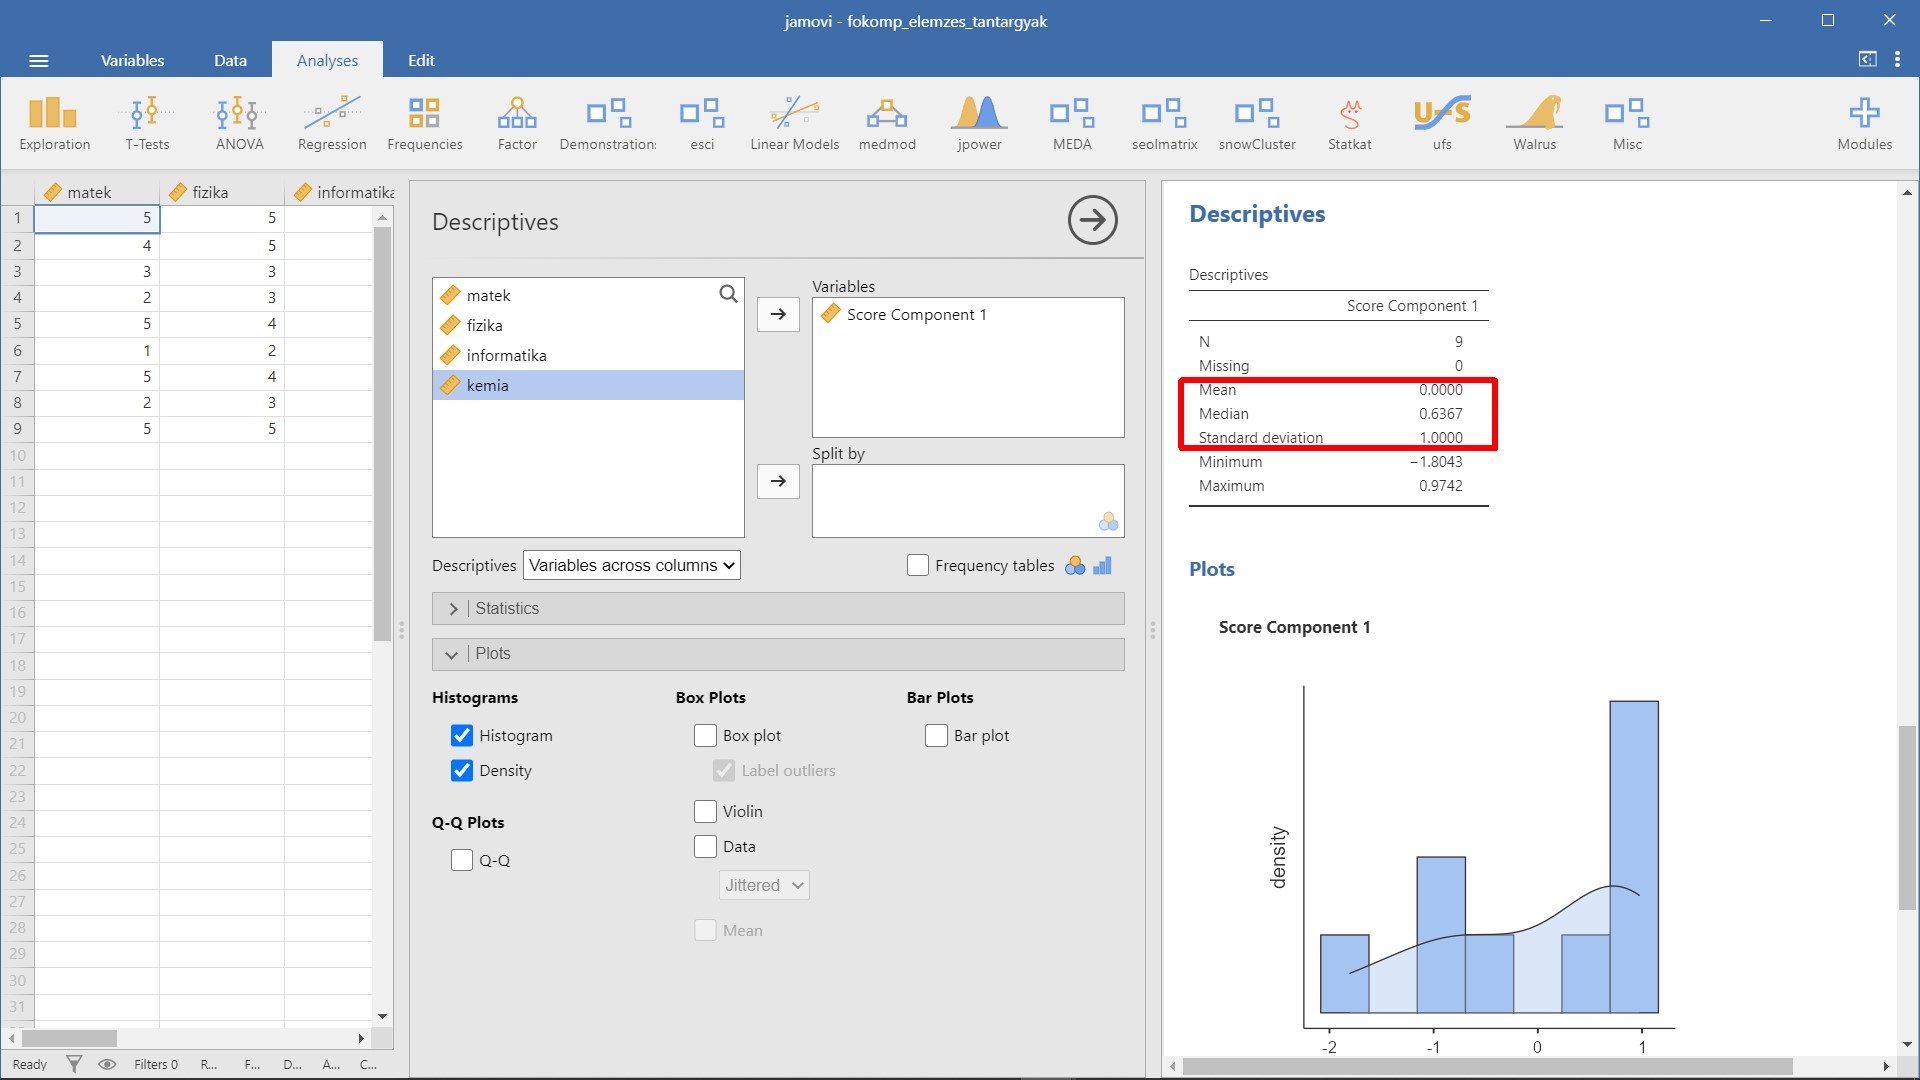 jamovi - fokomp_elemzes_tantargyak
Variables Data Analyses Edit
Exploration T-Tests ANOVA Regression Frequencies Factor Demonstrations esci Linear Models medmod jpower MEDA seolmatrix snowCluster Statkat ufs Walrus Misc Modules
matek fizika informatika
1 5 5
2 4 5
3 3 3
4 2 3
5 5 4
6 1 2
7 5 4
8 2 3
9 5 5
10
11
12
13
14
15
16
17
18
19
20
21
22
23
24
25
26
27
28
29
30
31
Ready Filters 0 R... F... D... A... C...
Descriptives
matek
fizika
informatika
kemia
Variables
Score Component 1
Split by
Descriptives Variables across columns
Frequency tables
Statistics
Plots
Histograms Box Plots Bar Plots
Histogram Box plot Bar plot
Density Label outliers
Violin
Q-Q Plots
Data
Q-Q
Jittered
Mean
Descriptives
Descriptives
Score Component 1
N 9
Missing 0
Mean 0.0000
Median 0.6367
Standard deviation 1.0000
Minimum −1.8043
Maximum 0.9742
Plots
Score Component 1
density
-2 -1 0 1